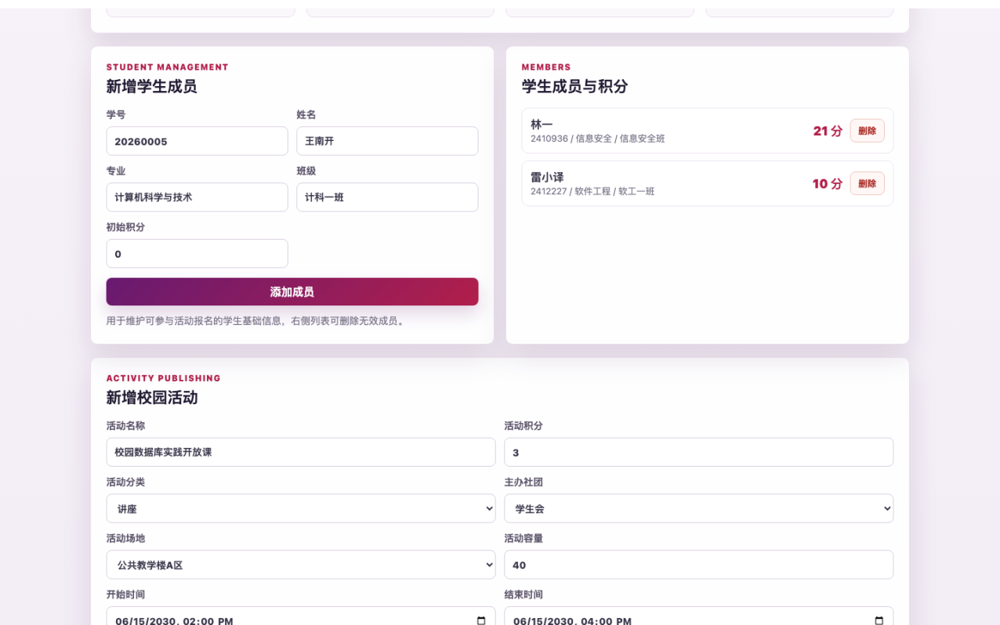 STUDENT MANAGEMENT
新增学生成员
学号
姓名
20260005
王南开
专业
班级
计算机科学与技术
计科一班
初始积分
0
添加成员
用于维护可参与活动报名的学生基础信息，右侧列表可删除无效成员。
MEMBERS
学生成员与积分
林一
2410936 / 信息安全 / 信息安全班
21 分
删除
雷小译
2412227 / 软件工程 / 软工一班
10 分
删除
ACTIVITY PUBLISHING
新增校园活动
活动名称
活动积分
校园数据库实践开放课
3
活动分类
主办社团
讲座
学生会
活动场地
活动容量
公共教学楼A区
40
开始时间
结束时间
06/15/2030, 02:00 PM
06/15/2030, 04:00 PM